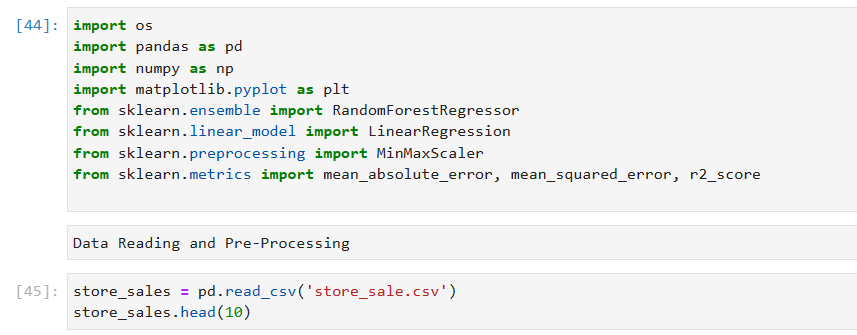 [44]: import os
import pandas as pd
import numpy as np
import matplotlib.pyplot as plt
from sklearn.ensemble import RandomForestRegressor
from sklearn.linear_model import LinearRegression
from sklearn.preprocessing import MinMaxScaler
from sklearn.metrics import mean_absolute_error, mean_squared_error, r2_score
Data Reading and Pre-Processing
[45]: store_sales = pd.read_csv('store_sale.csv')
store_sales.head(10)